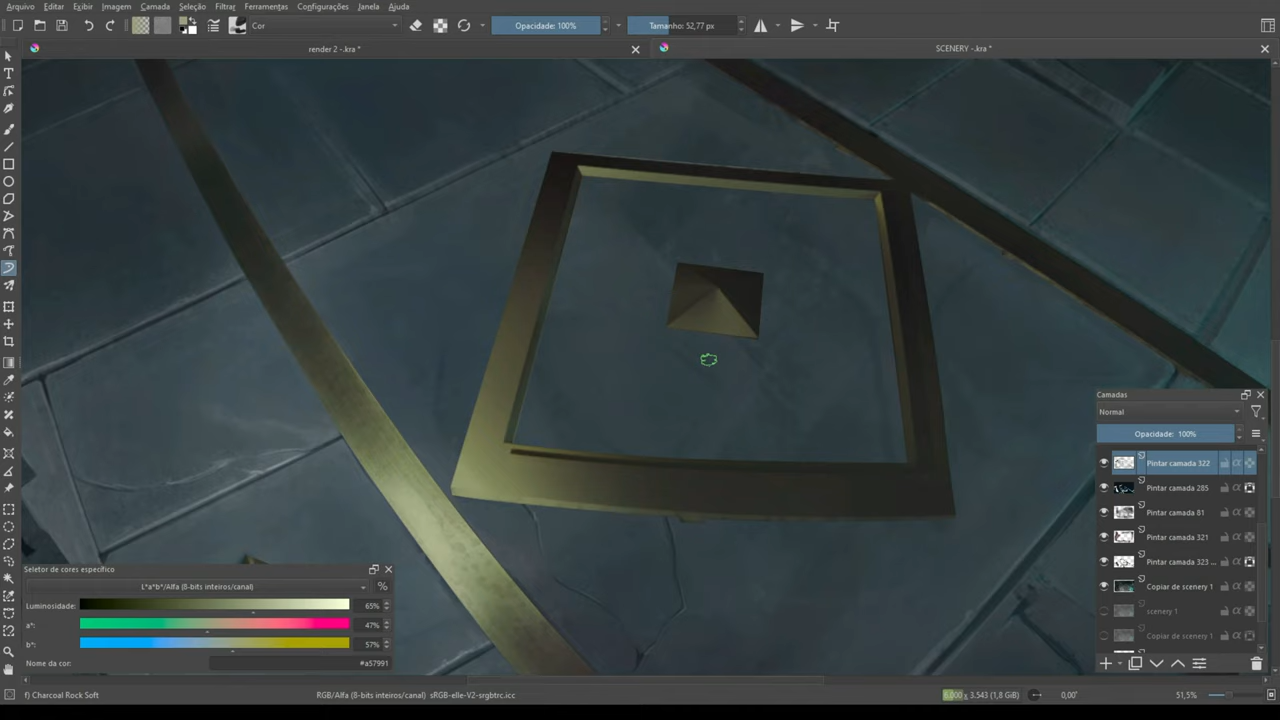 Arquivo Editar Exibir Imagem Camada Seleção Filtrar Ferramentas Configurações Janela Ajuda
Cor Opacidade: 100% Tamanho: 52,77 px
render 2 -.kra * SCENERY -.kra *
Camadas
Normal
Opacidade: 100%
Pintar camada 322
Pintar camada 285
Pintar camada 81
Pintar camada 321
Pintar camada 323 ...
Copiar de scenery 1
scenery 1
Copiar de scenery 1
Seletor de cores específico
L*a*b*/Alfa (8-bits inteiros/canal) %
Luminosidade: 65%
a*: 47%
b*: 57%
Nome da cor: #a57991
f) Charcoal Rock Soft RGB/Alfa (8-bits inteiros/canal) sRGB-elle-V2-srgbtrc.icc 8.000 x 3.543 (1,8 GiB) 0,00° 51,5%